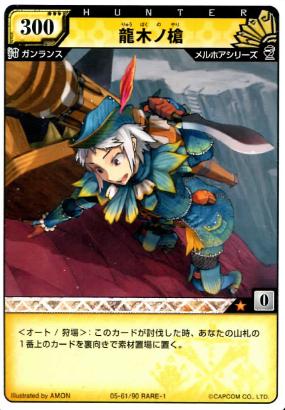 HUNTER
300
りゅうぼくのやり
龍木ノ槍
ガンランス
メルホアシリーズ
0
<オート / 狩場>：このカードが討伐した時、あなたの山札の
1番上のカードを裏向きで素材置場に置く。
Illustrated by AMON
05-61/90 RARE-1
©CAPCOM CO., LTD.